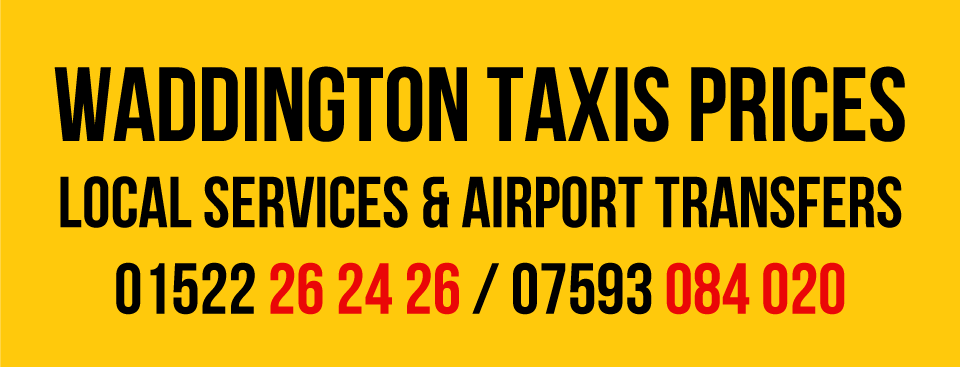 WADDINGTON TAXIS PRICES
LOCAL SERVICES & AIRPORT TRANSFERS
01522 26 24 26 / 07593 084 020